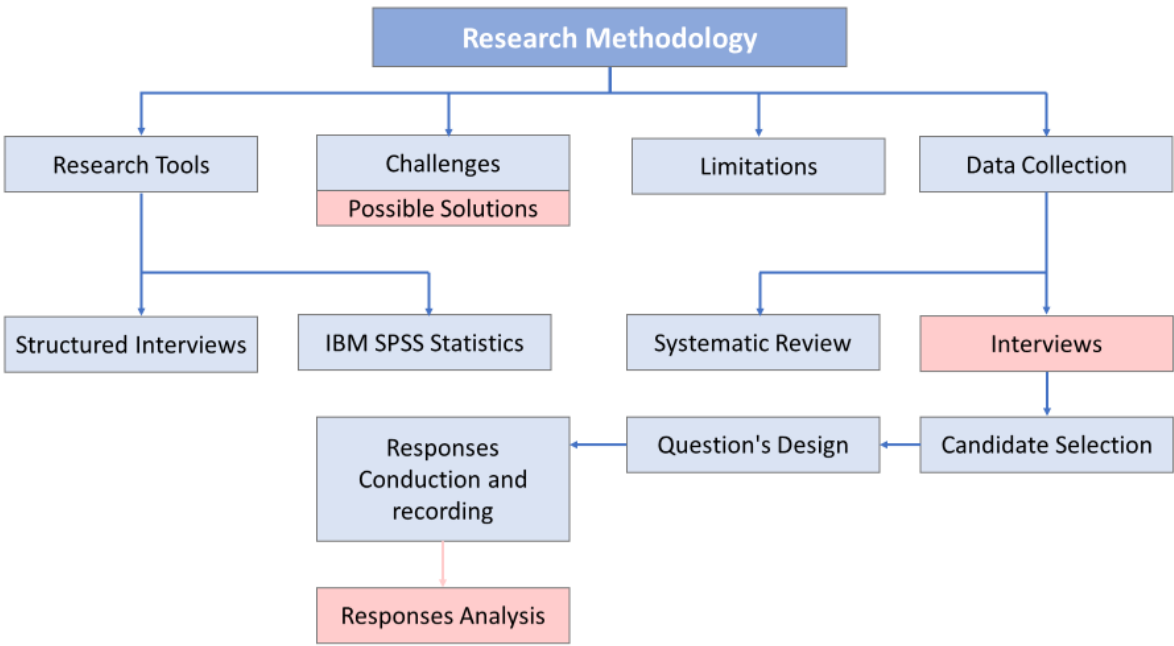 Research Methodology
Research Tools
Challenges
Possible Solutions
Limitations
Data Collection
Structured Interviews
IBM SPSS Statistics
Systematic Review
Interviews
Responses
Conduction and
recording
Question's Design
Candidate Selection
Responses Analysis